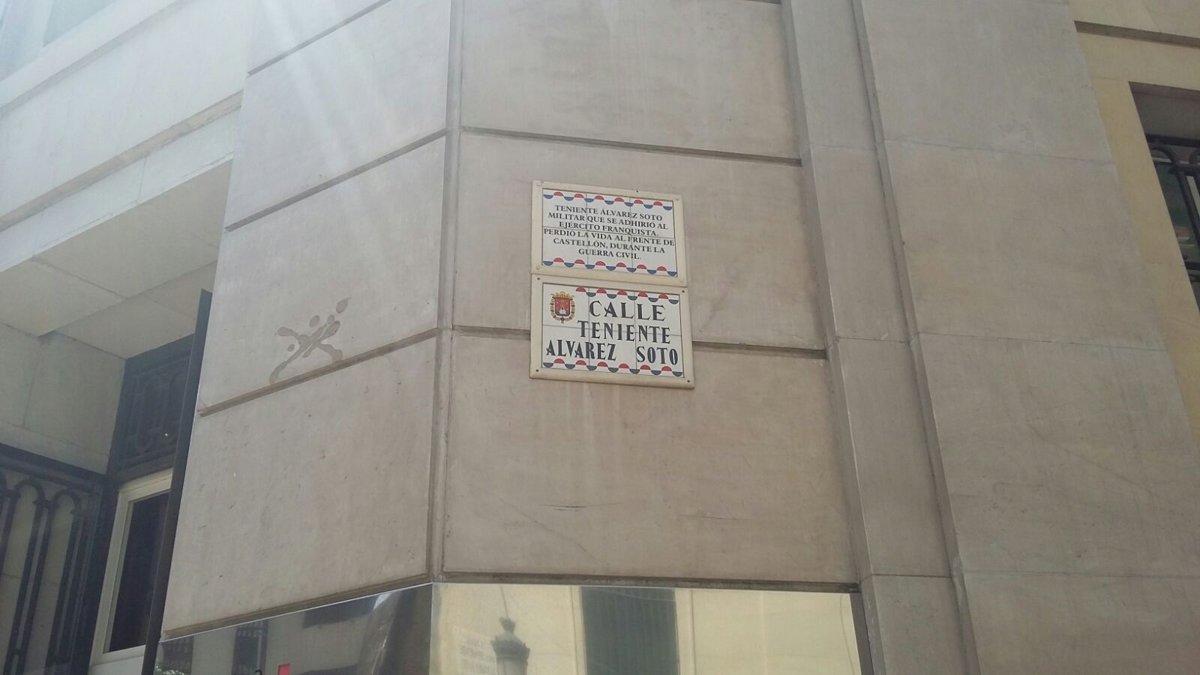 TENIENTE ÁLVAREZ SOTO
MILITAR QUE SE ADHIRIÓ AL
EJÉRCITO FRANQUISTA.
PERDIÓ LA VIDA AL FRENTE DE
CASTELLÓN, DURANTE LA
GUERRA CIVIL.
CALLE
TENIENTE
ALVAREZ SOTO